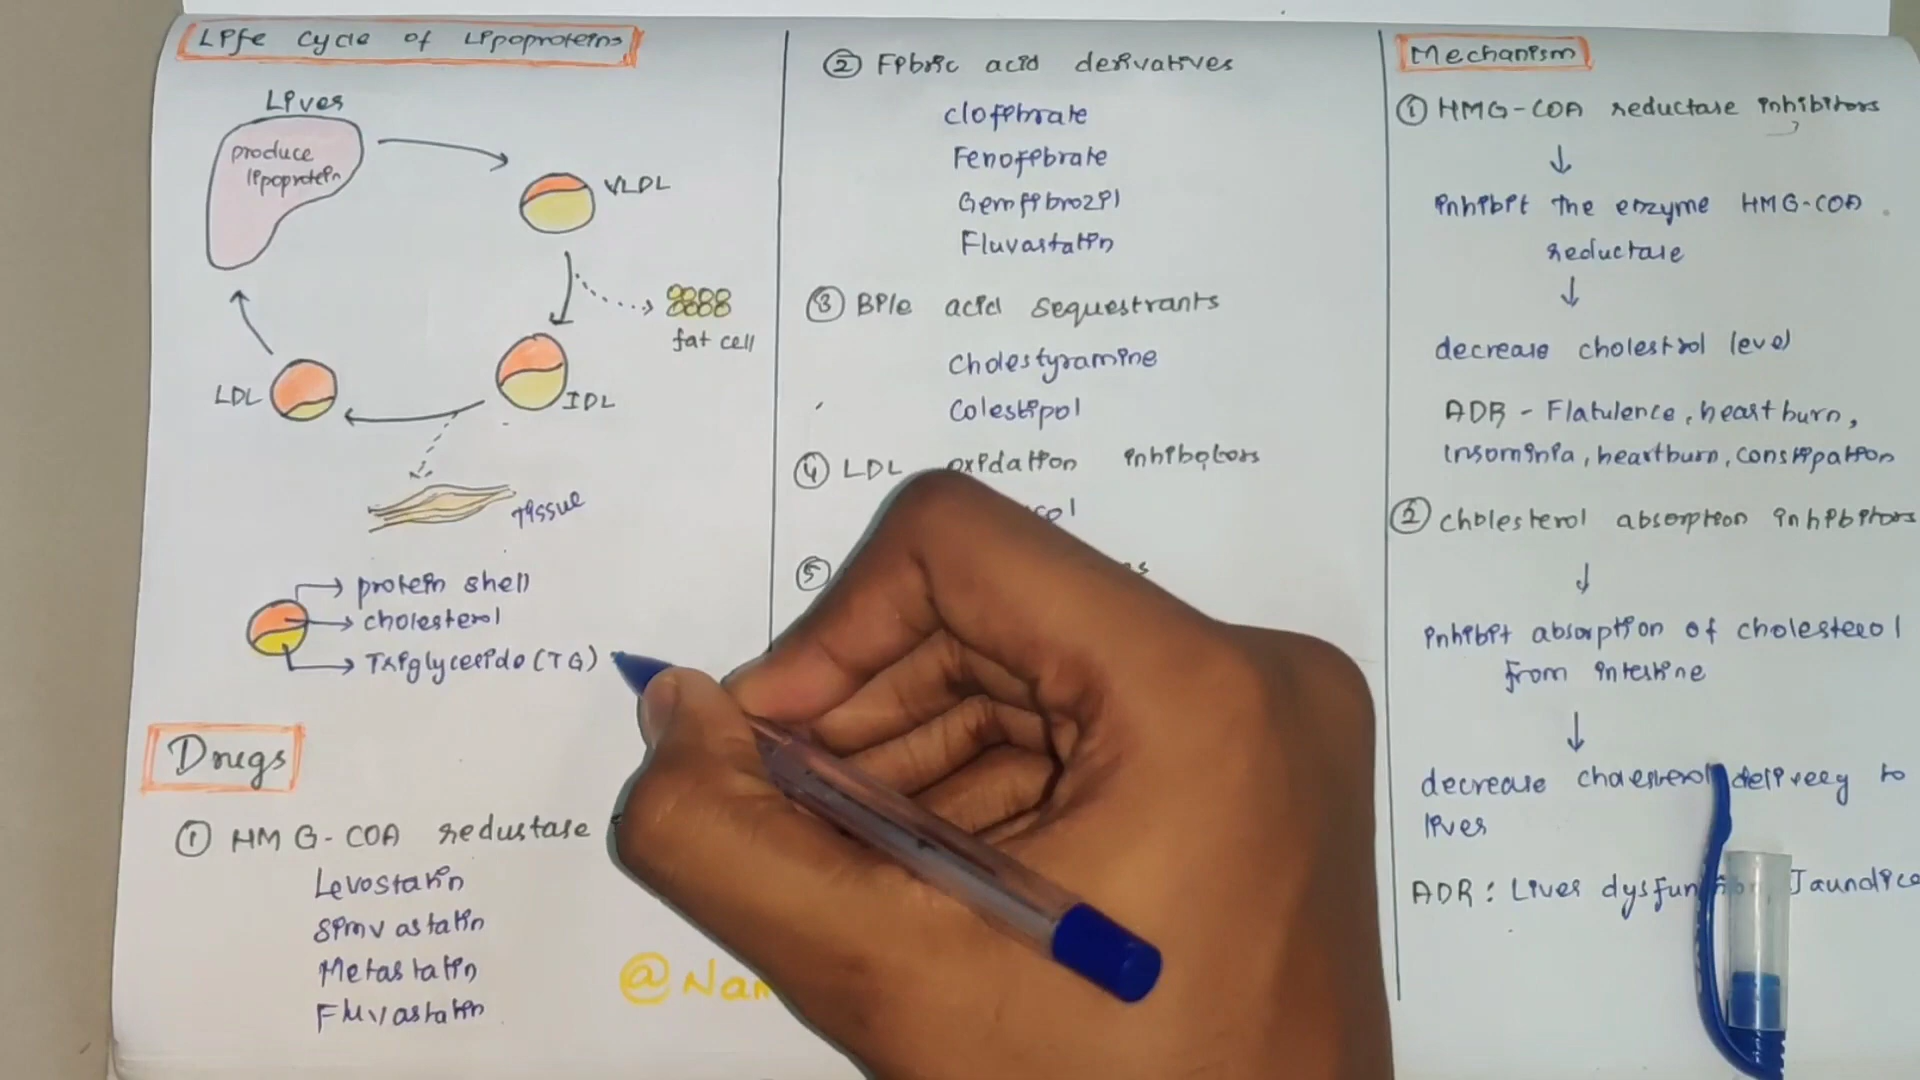 Life cycle of Lipoproteins
Liver
produce
lipoprotein
VLDL
fat cell
LDL
IDL
Tissue
protein shell
cholesterol
Triglyceride (TG)
Drugs
① HMG-COA redustase
Levostatin
Simvastatin
Metastatin
Fluvastatin
② Fibric acid derivatives
Clofibrate
Fenofibrate
Gemfibrozil
Fluvastatin
③ Bile acid sequestrants
Cholestyramine
Colestipol
④ LDL oxidation inhibotors
⑤
@Nan
Mechanism
① HMG-COA reductase inhibitors
↓
inhibit the enzyme HMG-COA
reductase
↓
decrease cholestrol level
ADR - Flatulence, heart burn,
insominia, heartburn, constipation
② cholesterol absorption inhibitors
↓
inhibit absorption of cholesterol
from intestine
↓
decrease cholesterol delivery to
liver
ADR : Liver Jaundice